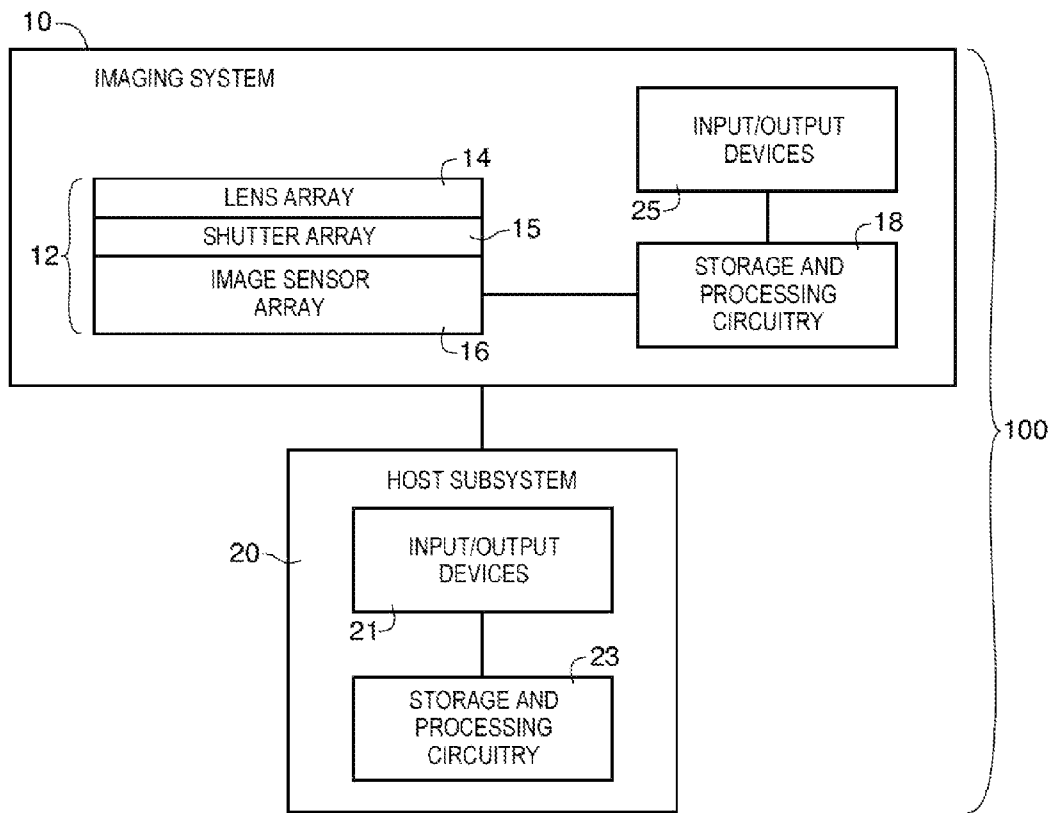 10
IMAGING SYSTEM
INPUT/OUTPUT
DEVICES
25
14
LENS ARRAY
SHUTTER ARRAY
15
12
IMAGE SENSOR
ARRAY
16
18
STORAGE AND
PROCESSING
CIRCUITRY
100
HOST SUBSYSTEM
20
INPUT/OUTPUT
DEVICES
21
23
STORAGE AND
PROCESSING
CIRCUITRY